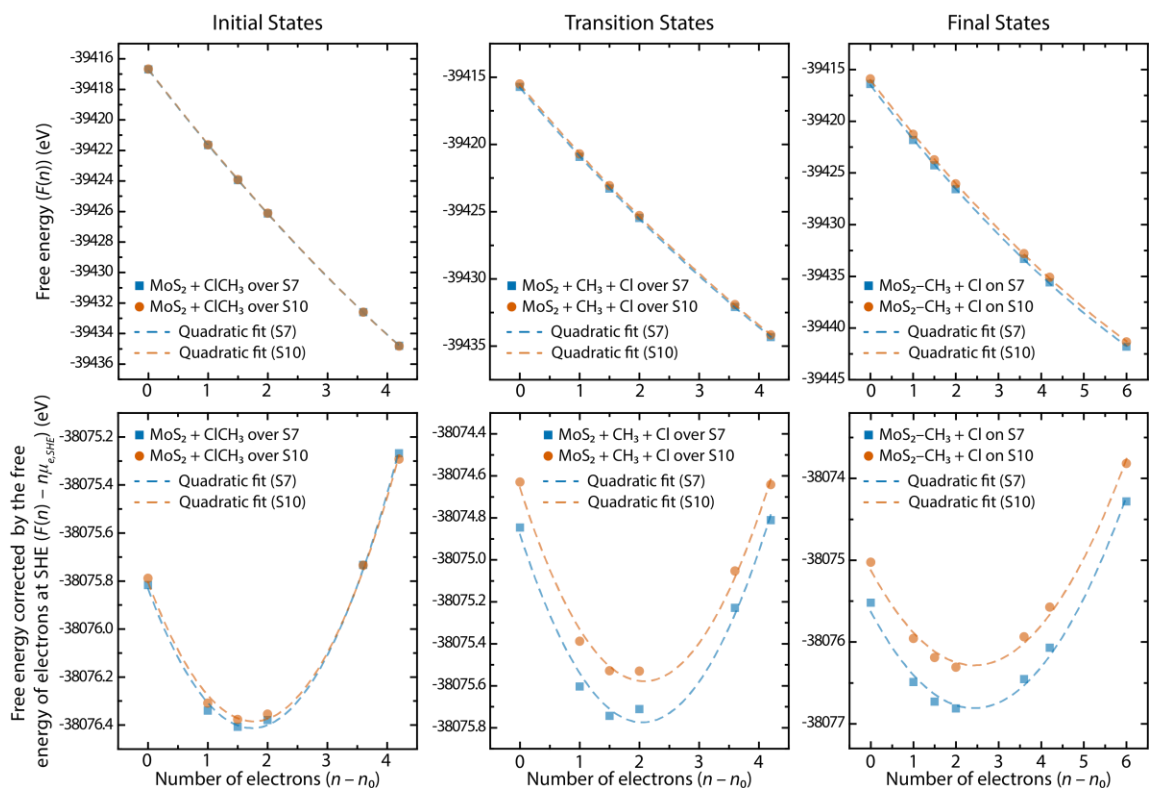 Initial States
Transition States
Final States
Free energy (F(n)) (eV)
-39416
-39418
-39420
-39422
-39424
-39426
-39428
-39430
-39432
-39434
-39436
MoS₂ + ClCH₃ over S7
MoS₂ + ClCH₃ over S10
Quadratic fit (S7)
Quadratic fit (S10)
0 1 2 3 4
-39415
-39420
-39425
-39430
-39435
MoS₂ + CH₃ + Cl over S7
MoS₂ + CH₃ + Cl over S10
Quadratic fit (S7)
Quadratic fit (S10)
0 1 2 3 4
-39415
-39420
-39425
-39430
-39435
-39440
-39445
MoS₂–CH₃ + Cl on S7
MoS₂–CH₃ + Cl on S10
Quadratic fit (S7)
Quadratic fit (S10)
0 1 2 3 4 5 6
Free energy corrected by the free
energy of electrons at SHE (F(n) – nμe,SHE) (eV)
-38075.2
-38075.4
-38075.6
-38075.8
-38076.0
-38076.2
-38076.4
MoS₂ + ClCH₃ over S7
MoS₂ + ClCH₃ over S10
Quadratic fit (S7)
Quadratic fit (S10)
0 1 2 3 4
Number of electrons (n – n₀)
-38074.4
-38074.6
-38074.8
-38075.0
-38075.2
-38075.4
-38075.6
-38075.8
MoS₂ + CH₃ + Cl over S7
MoS₂ + CH₃ + Cl over S10
Quadratic fit (S7)
Quadratic fit (S10)
0 1 2 3 4
Number of electrons (n – n₀)
-38074
-38075
-38076
-38077
MoS₂–CH₃ + Cl on S7
MoS₂–CH₃ + Cl on S10
Quadratic fit (S7)
Quadratic fit (S10)
0 1 2 3 4 5 6
Number of electrons (n – n₀)